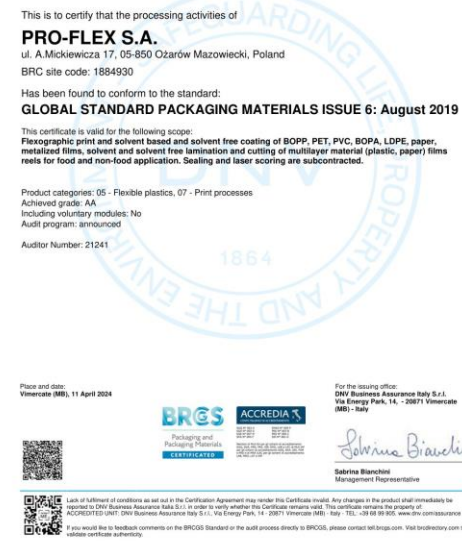 This is to certify that the processing activities of
PRO-FLEX S.A.
ul. A.Mickiewicza 17, 05-850 Ożarów Mazowiecki, Poland
BRC site code: 1884930
Has been found to conform to the standard:
GLOBAL STANDARD PACKAGING MATERIALS ISSUE 6: August 2019
This certificate is valid for the following scope:
Flexographic print and solvent based and solvent free coating of BOPP, PET, PVC, BOPA, LDPE, paper,
metalized films, solvent and solvent free lamination and cutting of multilayer material (plastic, paper) films
reels for food and non-food application. Sealing and laser scoring are subcontracted.
Product categories: 05 - Flexible plastics, 07 - Print processes
Achieved grade: AA
Including voluntary modules: No
Audit program: announced
Auditor Number: 21241
1864
Place and date:
Vimercate (MB), 11 April 2024
BRCGS
Packaging and
Packaging Materials
CERTIFICATED
ACCREDIA
For the issuing office:
DNV Business Assurance Italy S.r.l.
Via Energy Park, 14, - 20871 Vimercate
(MB) - Italy
Sabrina Bianchini
Management Representative
Lack of fulfilment of conditions as set out in the Certification Agreement may render this Certificate invalid. Any changes in the product shall immediately be
reported to DNV Business Assurance Italia S.r.l. in order to verify whether this Certificate remains valid. This certificate remains the property of:
ACCREDITED UNIT: DNV Business Assurance Italy S.r.l., Via Energy Park, 14 - 20871 Vimercate (MB) - Italy - TEL: +39 68 99 905, www.dnv.com/assurance
If you would like to feedback comments on the BRCGS Standard or the audit process directly to BRCGS, please contact tell.brcgs.com. Visit brcdirectory.com
validate certificate authenticity.